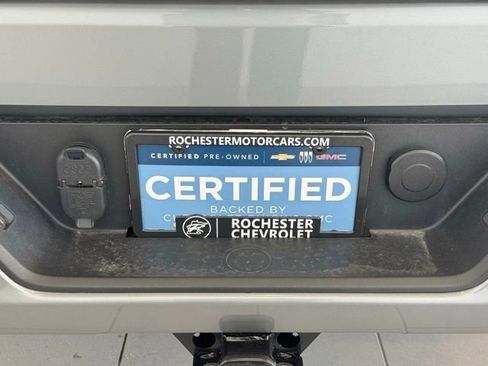 ROCHESTERMOTORCARS.COM
CERTIFIED PRE-OWNED GMC
CERTIFIED
BACKED BY
ROCHESTER
CHEVROLET